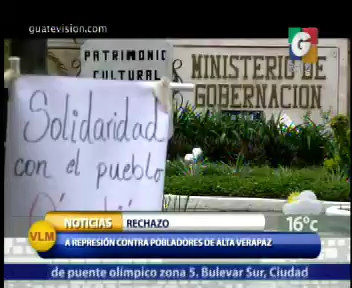 guatevision.com
G
PATRIMONIO
CULTURAL
MINISTERIO DE
GOBERNACION
Solidaridad
con el pueblo
NOTICIAS
RECHAZO
16°C
VLM
A REPRESIÓN CONTRA POBLADORES DE ALTA VERAPAZ
de puente olímpico zona 5. Bulevar Sur, Ciudad